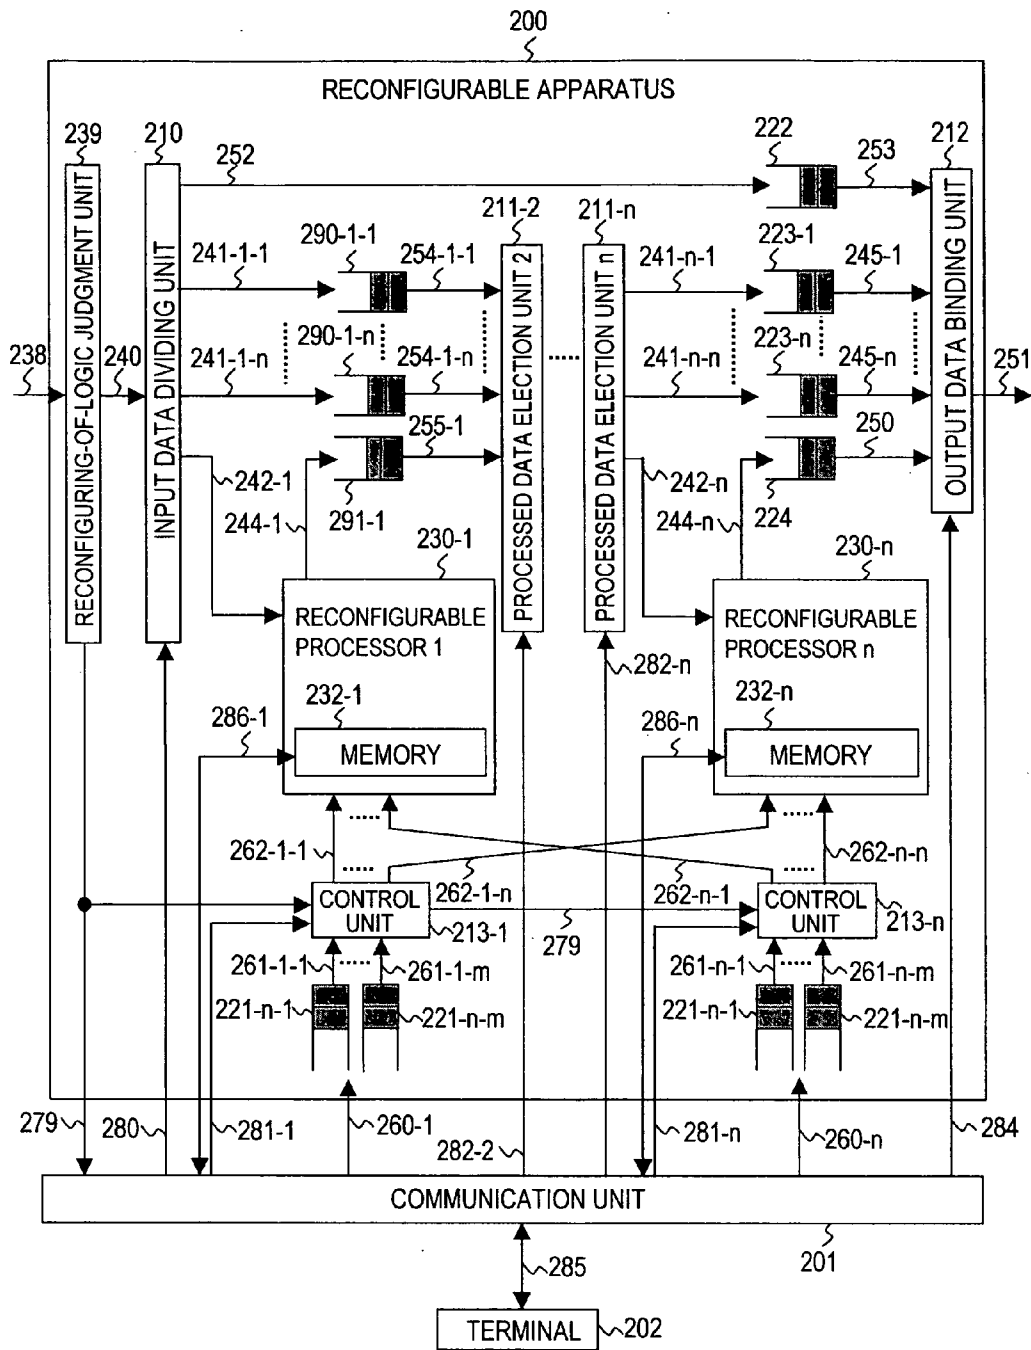 200
RECONFIGURABLE APPARATUS
239
210
222
212
252
253
RECONFIGURING-OF-LOGIC JUDGMENT UNIT
INPUT DATA DIVIDING UNIT
211-2
211-n
PROCESSED DATA ELECTION UNIT 2
PROCESSED DATA ELECTION UNIT n
OUTPUT DATA BINDING UNIT
290-1-1
223-1
241-1-1
254-1-1
241-n-1
245-1
290-1-n
223-n
238
240
241-1-n
254-1-n
241-n-n
245-n
251
255-1
250
242-1
242-n
244-1
291-1
244-n
224
230-1
230-n
RECONFIGURABLE
PROCESSOR 1
RECONFIGURABLE
PROCESSOR n
282-n
232-1
232-n
286-1
286-n
MEMORY
MEMORY
262-1-1
262-n-n
262-1-n
262-n-1
CONTROL
UNIT
CONTROL
UNIT
213-1
279
213-n
261-1-1
261-1-m
261-n-1
261-n-m
221-n-1
221-n-m
221-n-1
221-n-m
279
280
281-1
260-1
282-2
281-n
260-n
284
COMMUNICATION UNIT
201
285
TERMINAL
202